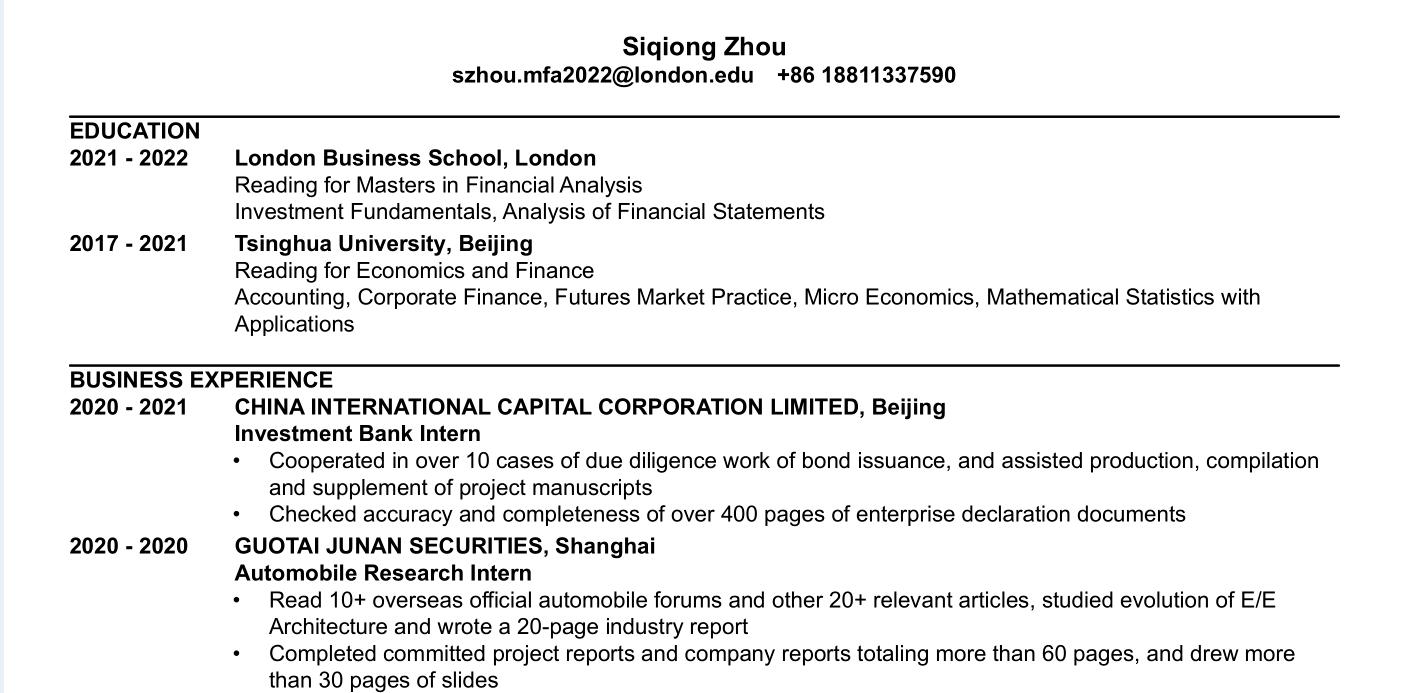 Siqiong Zhou
szhou.mfa2022@london.edu +86 18811337590
EDUCATION
2021 - 2022 London Business School, London
Reading for Masters in Financial Analysis
Investment Fundamentals, Analysis of Financial Statements
2017 - 2021 Tsinghua University, Beijing
Reading for Economics and Finance
Accounting, Corporate Finance, Futures Market Practice, Micro Economics, Mathematical Statistics with
Applications
BUSINESS EXPERIENCE
2020 - 2021 CHINA INTERNATIONAL CAPITAL CORPORATION LIMITED, Beijing
Investment Bank Intern
• Cooperated in over 10 cases of due diligence work of bond issuance, and assisted production, compilation
and supplement of project manuscripts
• Checked accuracy and completeness of over 400 pages of enterprise declaration documents
2020 - 2020 GUOTAI JUNAN SECURITIES, Shanghai
Automobile Research Intern
• Read 10+ overseas official automobile forums and other 20+ relevant articles, studied evolution of E/E
Architecture and wrote a 20-page industry report
• Completed committed project reports and company reports totaling more than 60 pages, and drew more
than 30 pages of slides